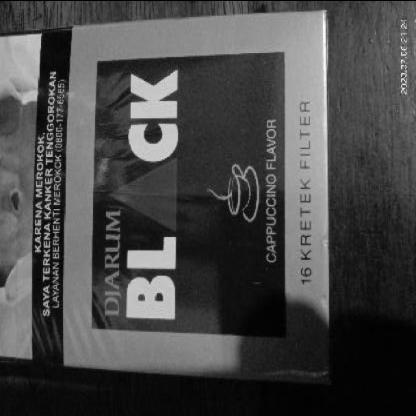 KARENA MEROKOK,
SAYA TERKENA KANKER TENGGOROKAN
LAYANAN BERHENTI MEROKOK (0800-177-6565)
DJARUM
BLACK
CAPPUCCINO FLAVOR
16 KRETEK FILTER